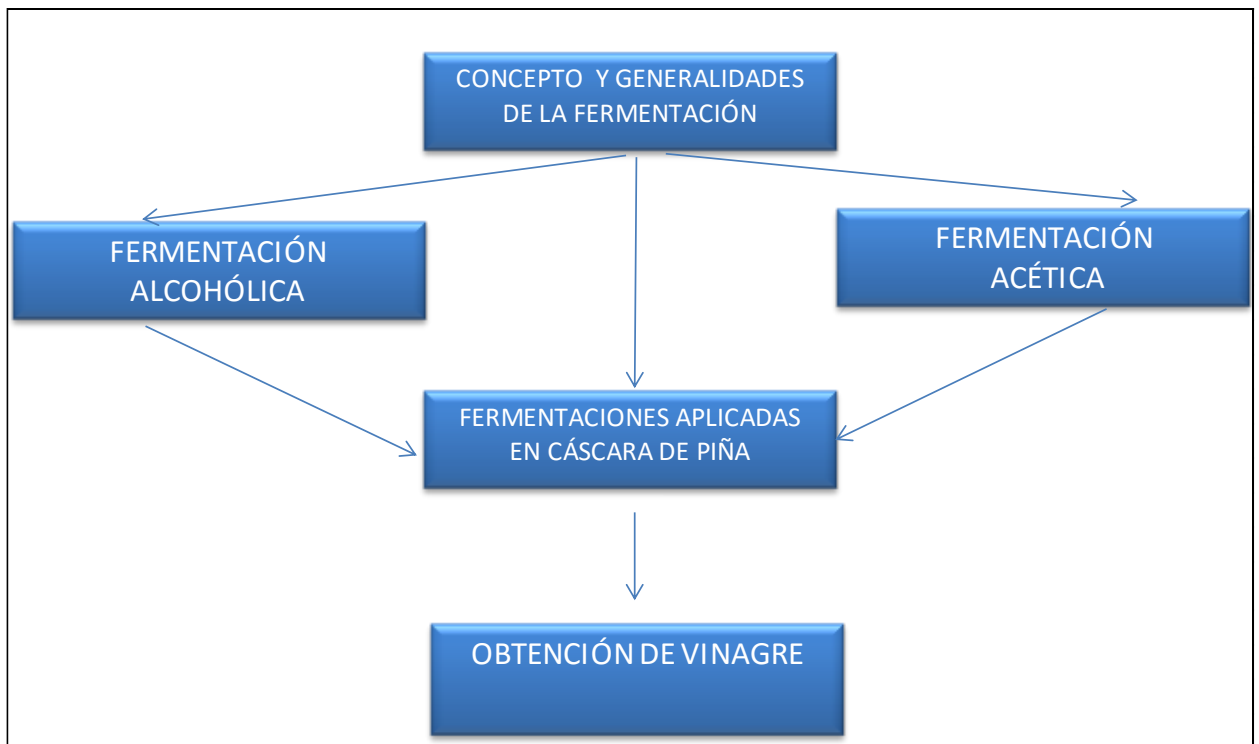 CONCEPTO Y GENERALIDADES
DE LA FERMENTACIÓN
FERMENTACIÓN
ALCOHÓLICA
FERMENTACIÓN
ACÉTICA
FERMENTACIONES APLICADAS
EN CÁSCARA DE PIÑA
OBTENCIÓN DE VINAGRE